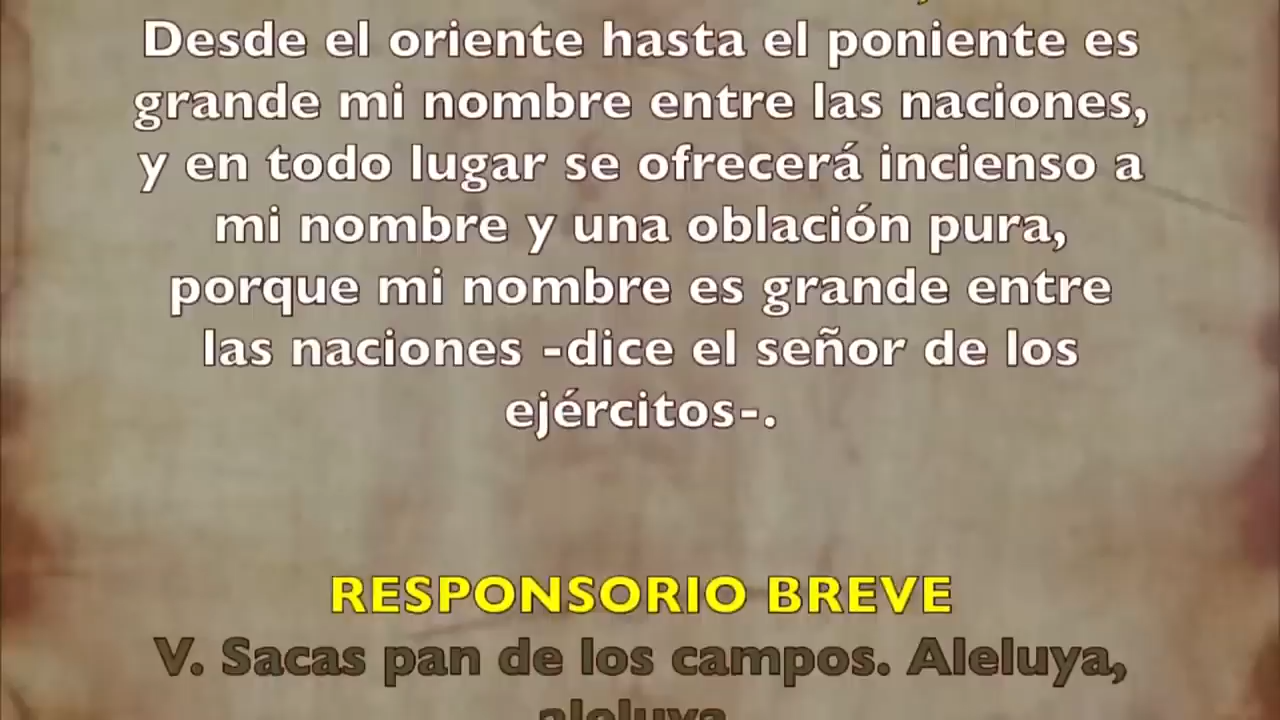 Desde el oriente hasta el poniente es
grande mi nombre entre las naciones,
y en todo lugar se ofrecerá incienso a
mi nombre y una oblación pura,
porque mi nombre es grande entre
las naciones -dice el señor de los
ejércitos-.
RESPONSORIO BREVE
V. Sacas pan de los campos. Aleluya,
aleluya